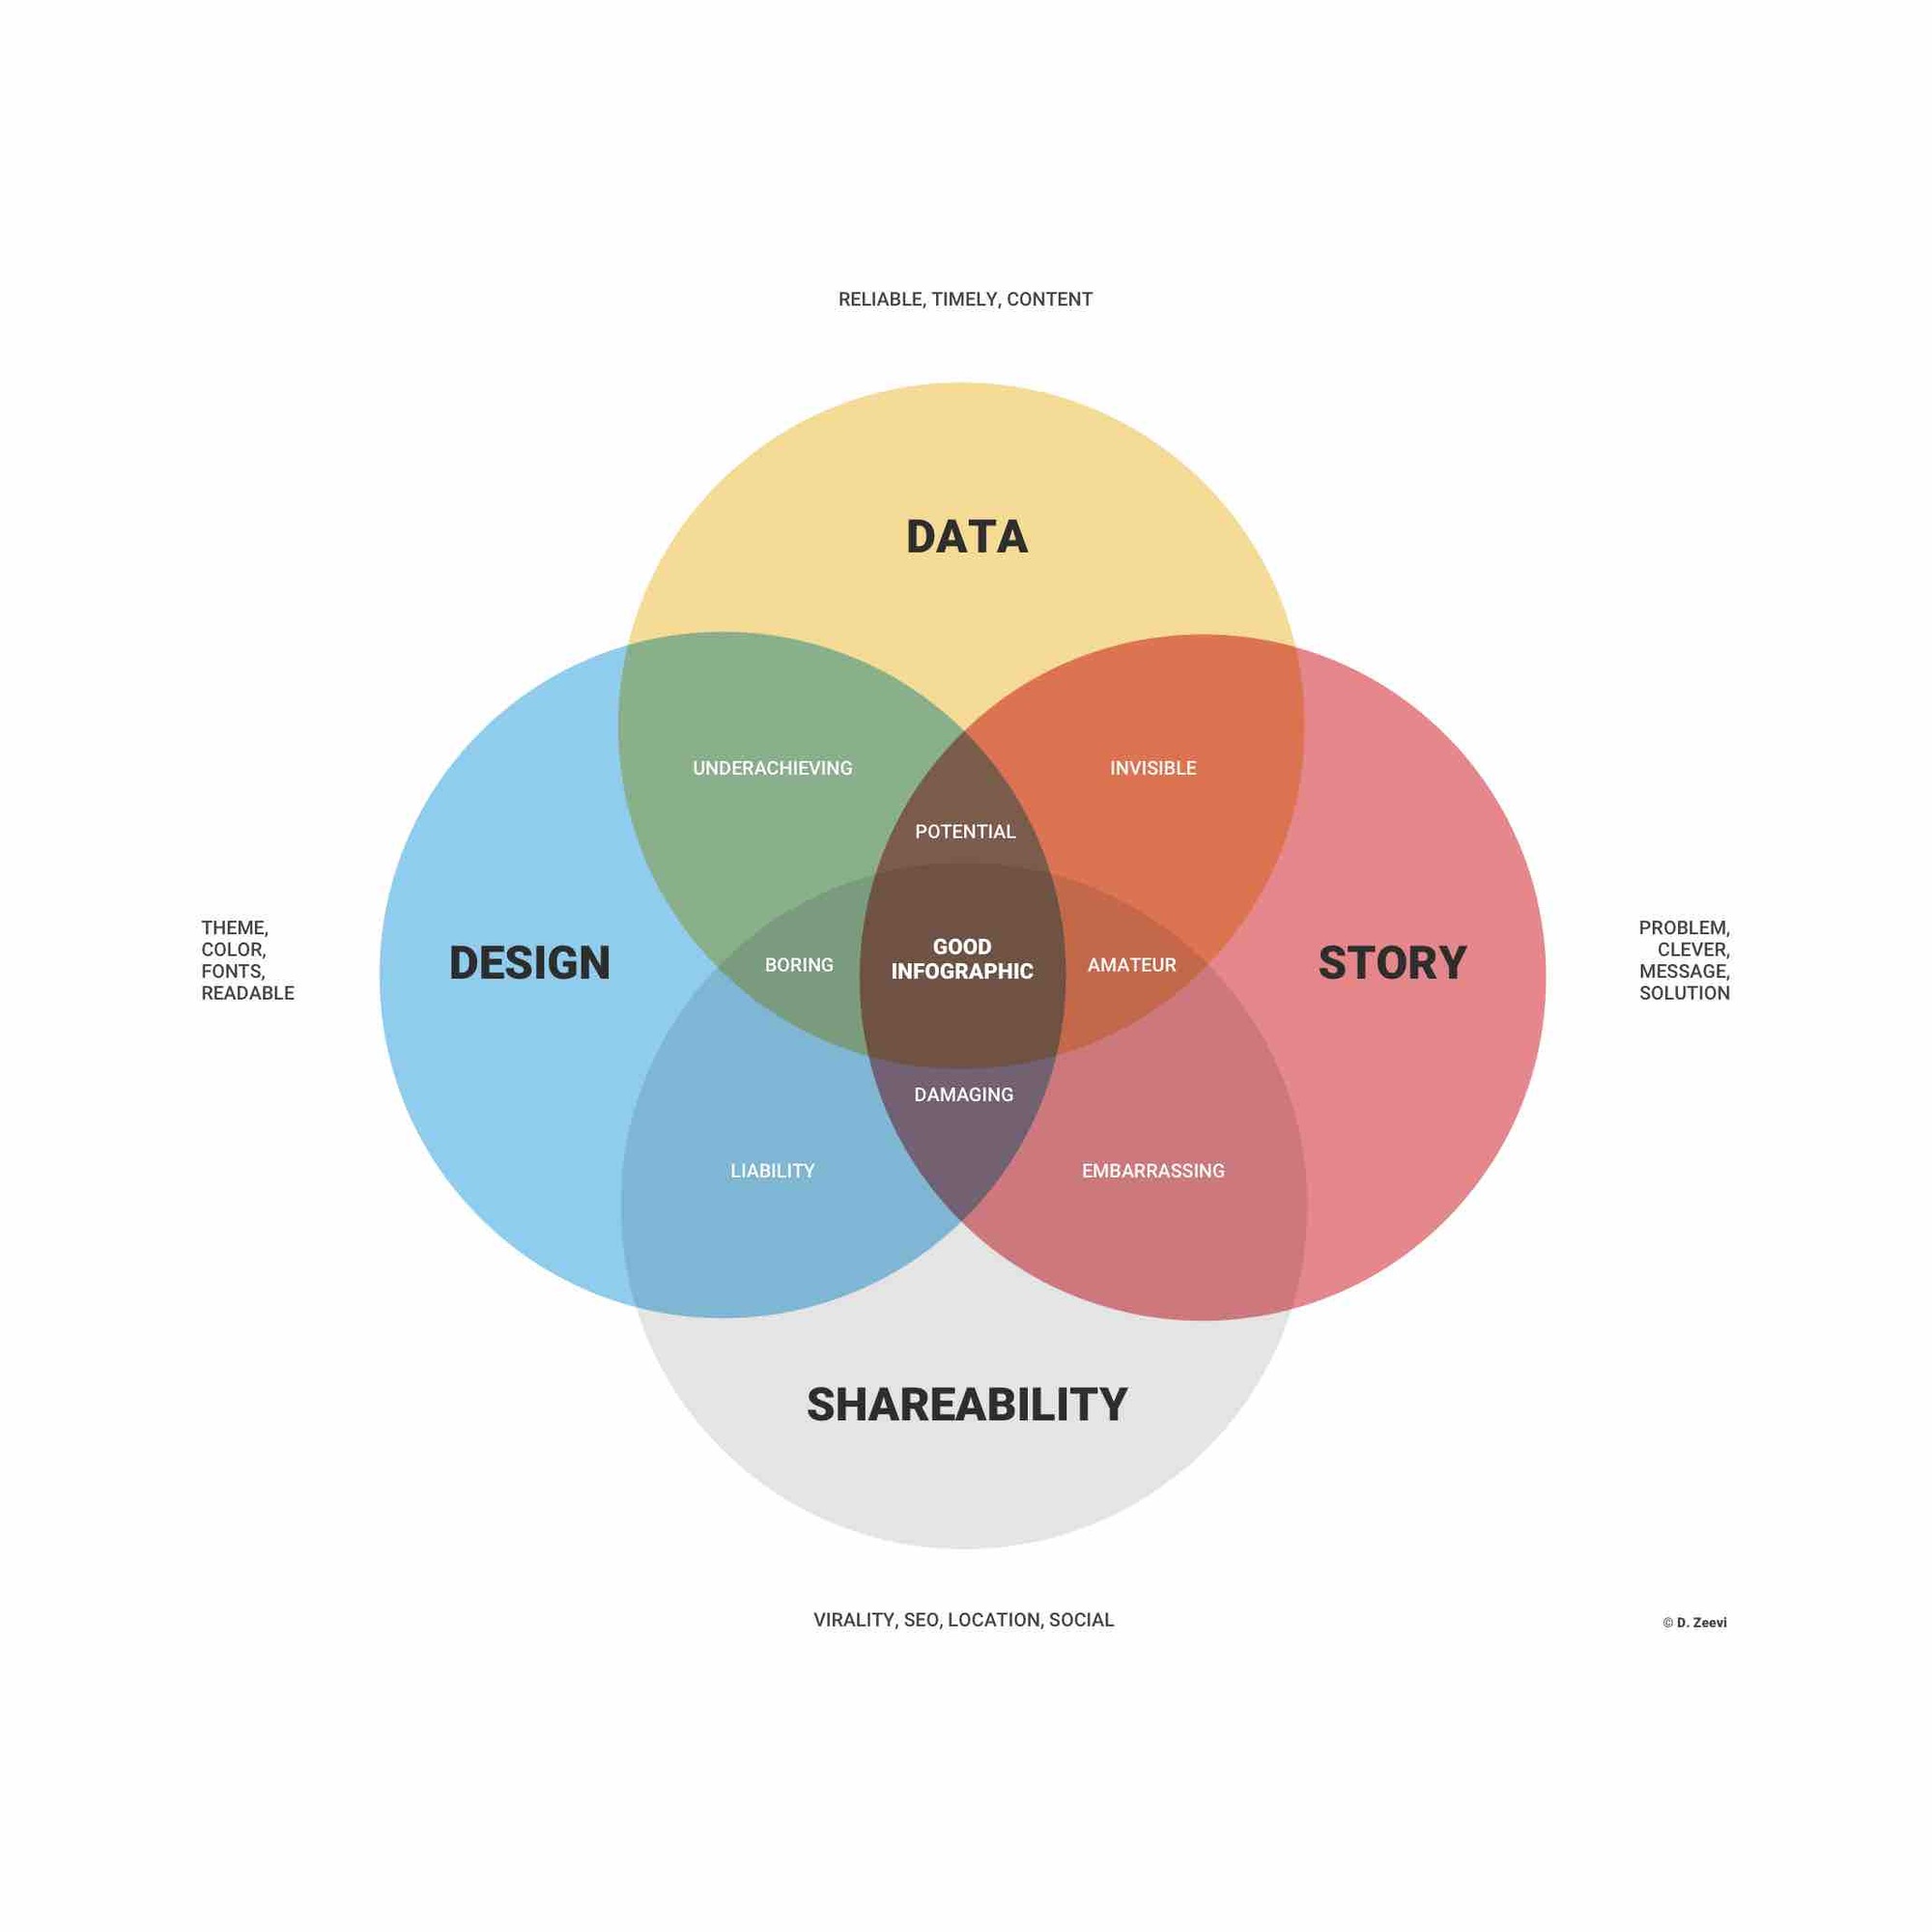 RELIABLE, TIMELY, CONTENT
DATA
UNDERACHIEVING
INVISIBLE
POTENTIAL
THEME,
COLOR,
FONTS,
READABLE
DESIGN
BORING
GOOD
INFOGRAPHIC
AMATEUR
STORY
PROBLEM,
CLEVER,
MESSAGE,
SOLUTION
DAMAGING
LIABILITY
EMBARRASSING
SHAREABILITY
VIRALITY, SEO, LOCATION, SOCIAL
© D. Zeevi